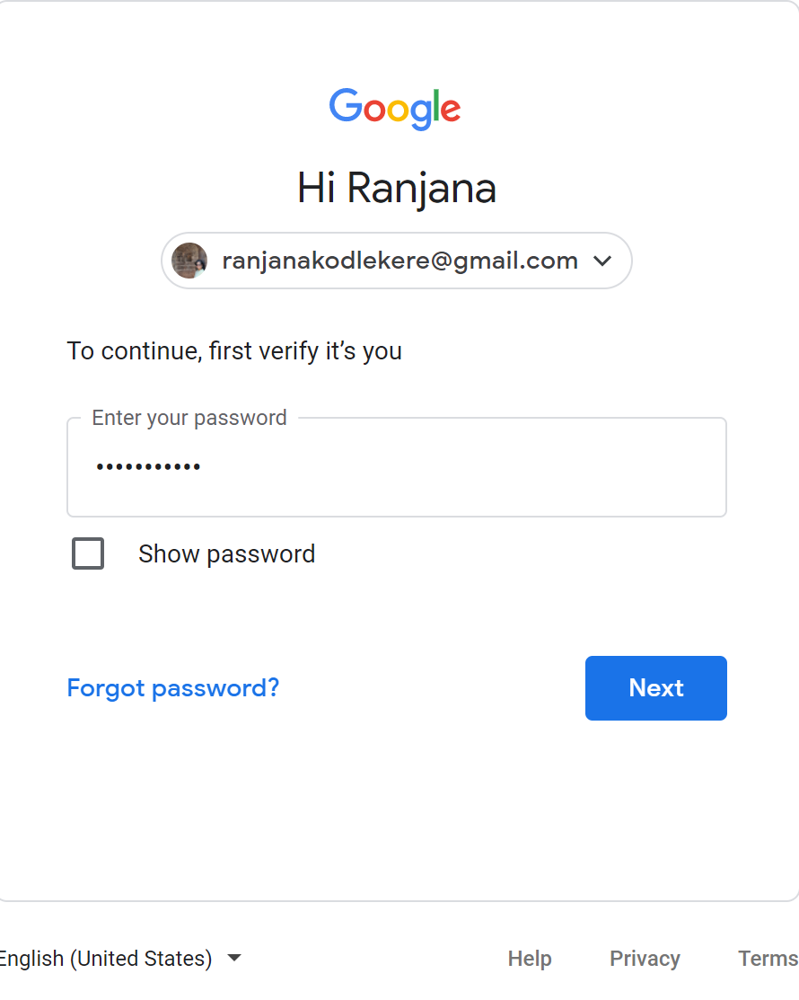 Google
Hi Ranjana
ranjanakodlekere@gmail.com
To continue, first verify it’s you
Enter your password
•••••••••••
Show password
Forgot password?
Next
English (United States)
Help
Privacy
Terms